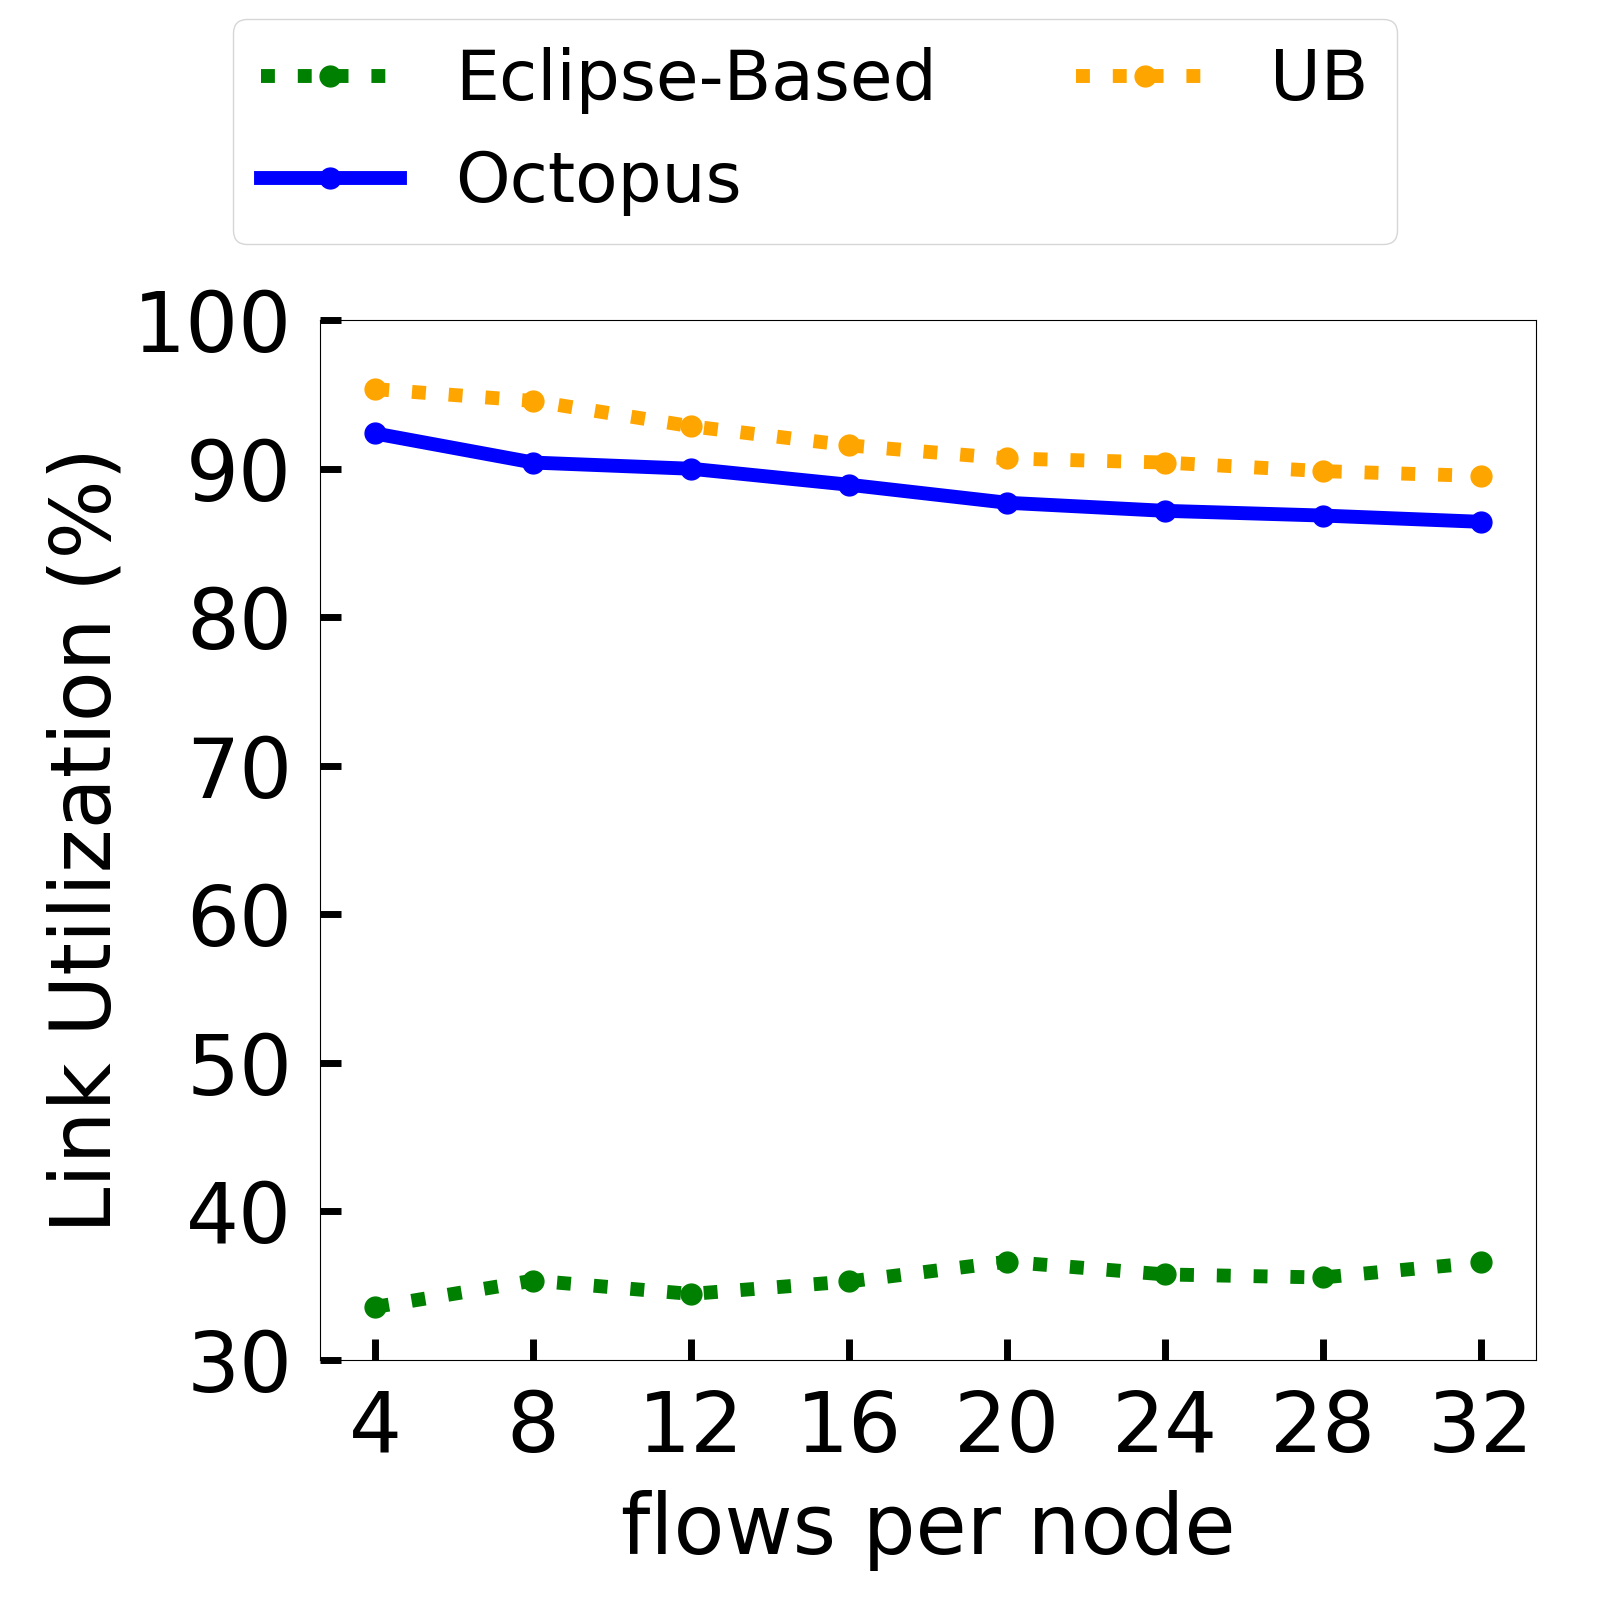 Eclipse-Based
Octopus
UB
100
90
80
70
60
50
40
30
Link Utilization (%)
4 8 12 16 20 24 28 32
flows per node